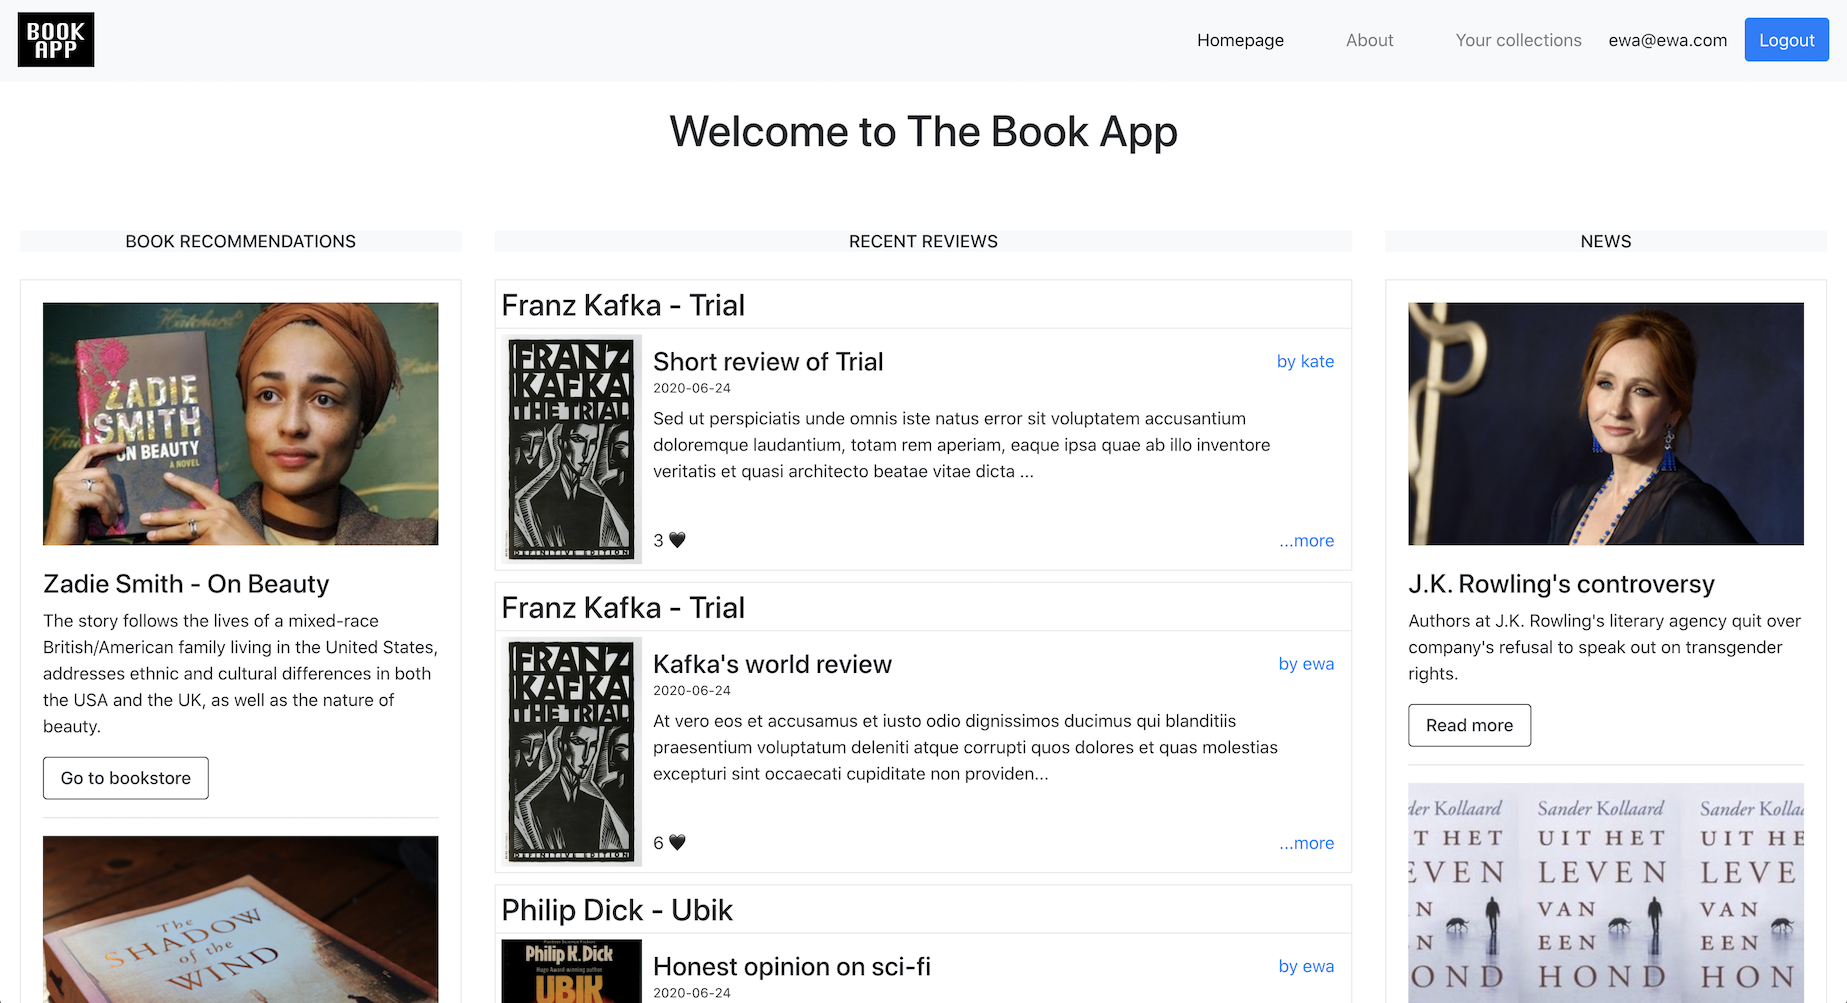 BOOK
APP
Homepage About Your collections ewa@ewa.com Logout
Welcome to The Book App
BOOK RECOMMENDATIONS
Hatchard
ZADIE
SMITH
ON BEAUTY
A NOVEL
Zadie Smith - On Beauty
The story follows the lives of a mixed-race
British/American family living in the United States,
addresses ethnic and cultural differences in both
the USA and the UK, as well as the nature of
beauty.
Go to bookstore
The
SHADOW
of the
WIND
RECENT REVIEWS
Franz Kafka - Trial
FRANZ
KAFKA
THE TRIAL
DEFINITIVE EDITION
Short review of Trial
by kate
2020-06-24
Sed ut perspiciatis unde omnis iste natus error sit voluptatem accusantium
doloremque laudantium, totam rem aperiam, eaque ipsa quae ab illo inventore
veritatis et quasi architecto beatae vitae dicta ...
3 🖤
...more
Franz Kafka - Trial
FRANZ
KAFKA
THE TRIAL
DEFINITIVE EDITION
Kafka's world review
by ewa
2020-06-24
At vero eos et accusamus et iusto odio dignissimos ducimus qui blanditiis
praesentium voluptatum deleniti atque corrupti quos dolores et quas molestias
excepturi sint occaecati cupiditate non providen...
6 🖤
...more
Philip Dick - Ubik
Philip K. Dick
Hugo Award-winning author
UBIK
Honest opinion on sci-fi
by ewa
2020-06-24
NEWS
J.K. Rowling's controversy
Authors at J.K. Rowling's literary agency quit over
company's refusal to speak out on transgender
rights.
Read more
der Kollaard Sander Kollaard Sander Kolla
T HET UIT HET UIT HE
EVEN LEVEN LEVE
N VAN VAN
N EEN EEN
OND HOND HON